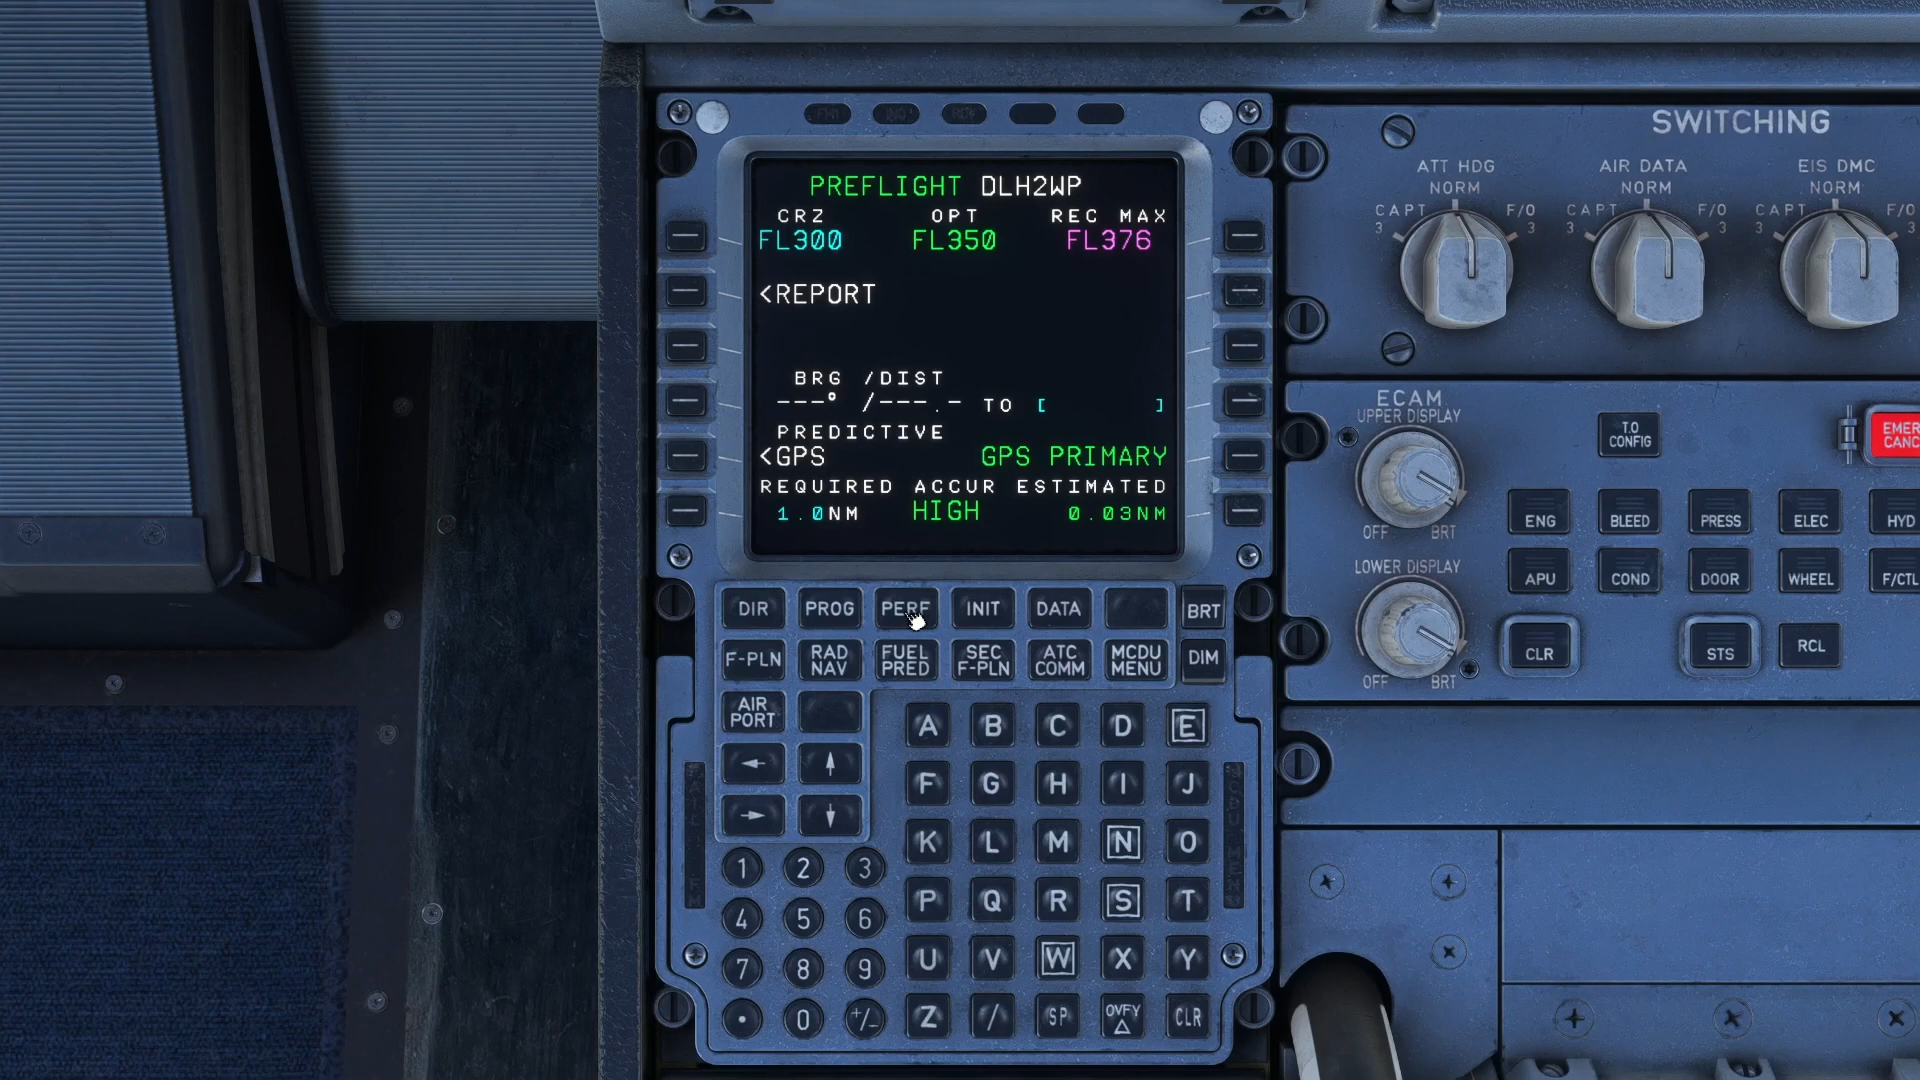 PREFLIGHT DLH2WP
CRZ OPT REC MAX
FL300 FL350 FL376
<REPORT
BRG /DIST
---° /---.- TO [ ]
PREDICTIVE
<GPS GPS PRIMARY
REQUIRED ACCUR ESTIMATED
1.0NM HIGH 0.03NM
DIR PROG PERF INIT DATA BRT
F-PLN RAD NAV FUEL PRED SEC F-PLN ATC COMM MCDU MENU DIM
AIR PORT
← ↑
→ ↓
A B C D E
F G H I J
K L M N O
P Q R S T
U V W X Y
Z / SP OVFY △ CLR
1 2 3
4 5 6
7 8 9
. 0 +/-
SWITCHING
ATT HDG AIR DATA EIS DMC
NORM NORM NORM
CAPT F/O CAPT F/O CAPT F/O
3 3 3 3 3 3
ECAM
UPPER DISPLAY
OFF BRT
T.O CONFIG
EMER CANC
ENG BLEED PRESS ELEC HYD
LOWER DISPLAY
OFF BRT
APU COND DOOR WHEEL F/CTL
CLR STS RCL